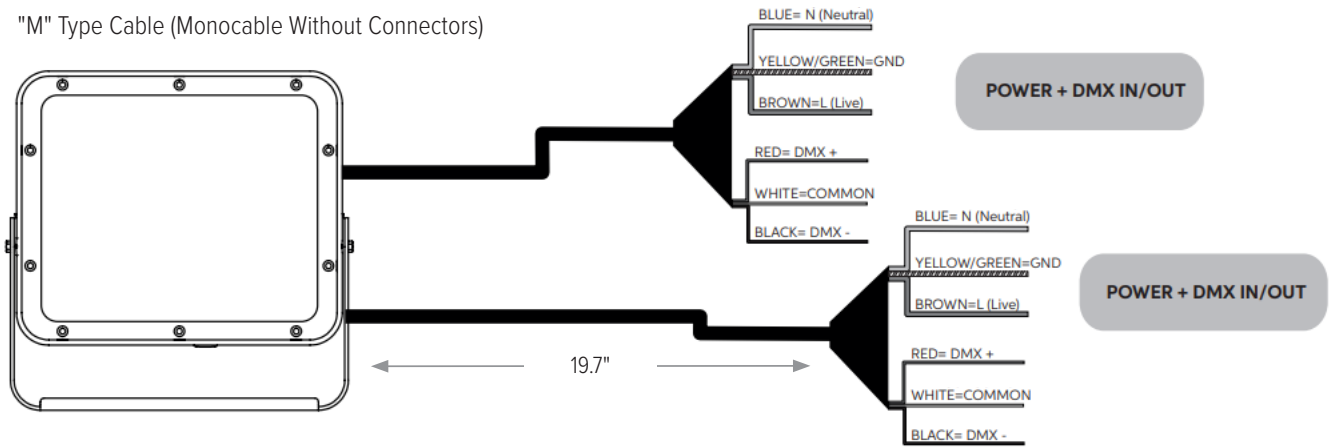 "M" Type Cable (Monocable Without Connectors)
BLUE= N (Neutral)
YELLOW/GREEN=GND
BROWN=L (Live)
RED= DMX +
WHITE=COMMON
BLACK= DMX -
POWER + DMX IN/OUT
BLUE= N (Neutral)
YELLOW/GREEN=GND
BROWN=L (Live)
RED= DMX +
WHITE=COMMON
BLACK= DMX -
POWER + DMX IN/OUT
19.7"